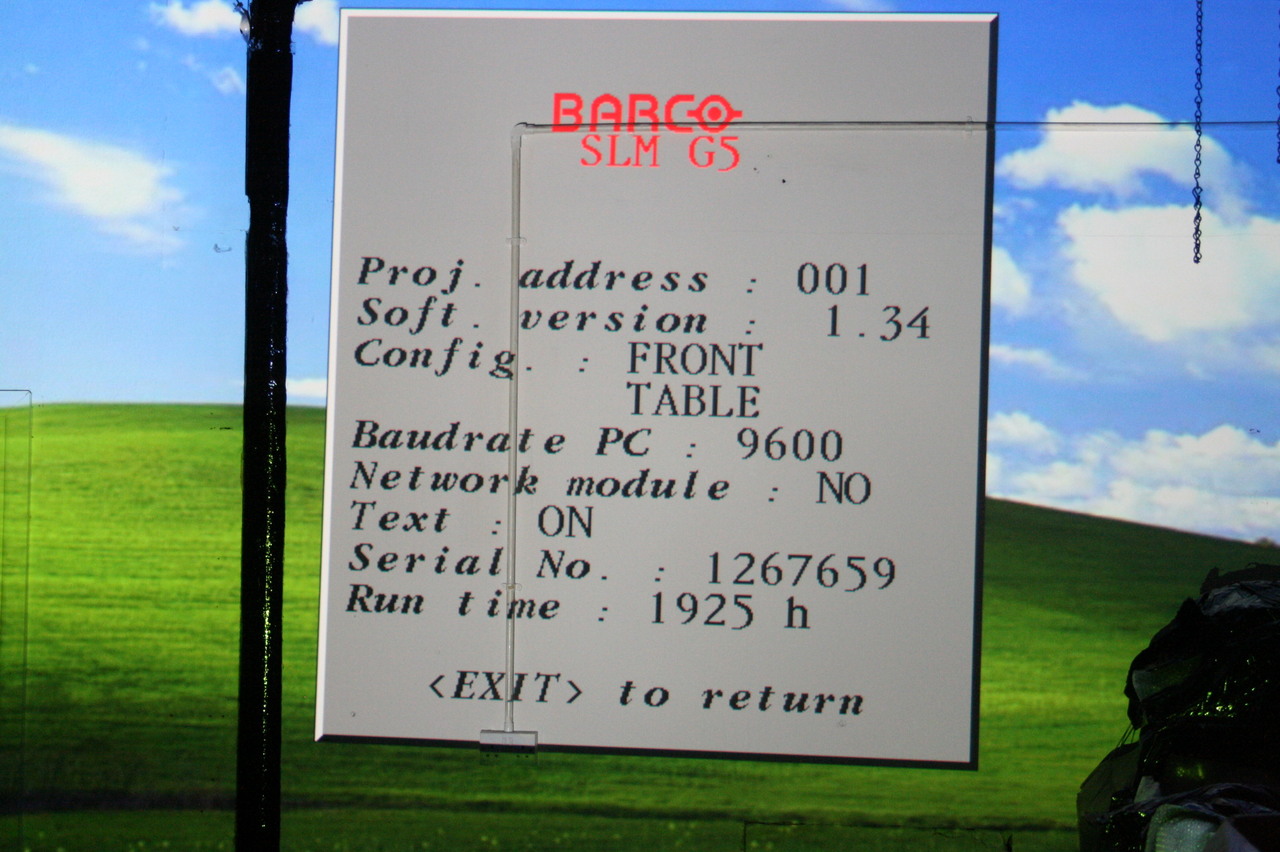 BARCO
SLM G5
Proj. address : 001
Soft. version : 1.34
Config. : FRONT
TABLE
Baudrate PC : 9600
Network module : NO
Text : ON
Serial No. : 1267659
Run time : 1925 h
<EXIT> to return